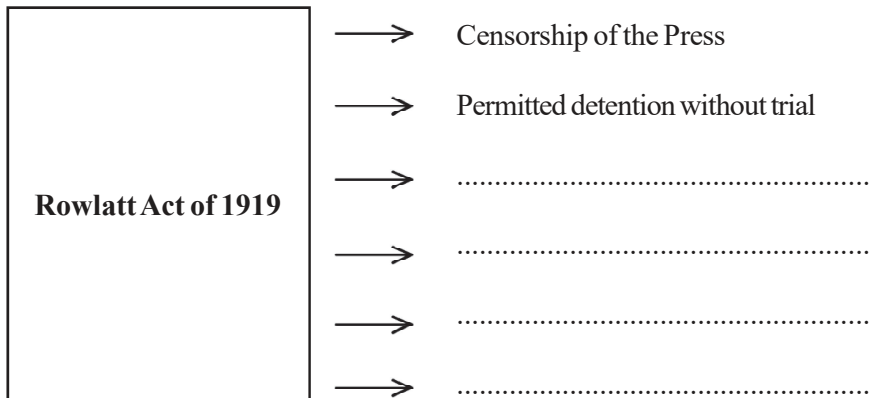 Censorship of the Press
Permitted detention without trial
......................................................
Rowlatt Act of 1919
......................................................
......................................................
......................................................